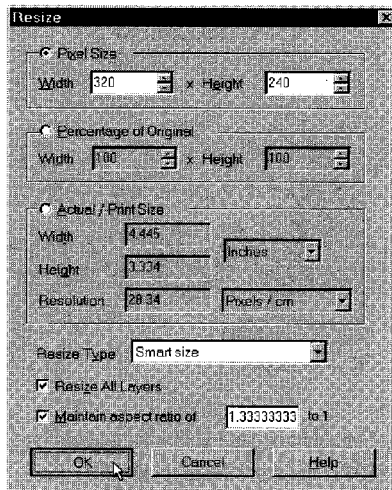 Resize
Pixel Size
Width 320 x Height 240
Percentage of Original
Width 100 x Height 100
Actual / Print Size
Width 4.445
Inches
Height 3.334
Resolution 28.34 Pixels / cm
Resize Type Smart size
Resize All Layers
Maintain aspect ratio of 1.33333333 to 1
OK Cancel Help